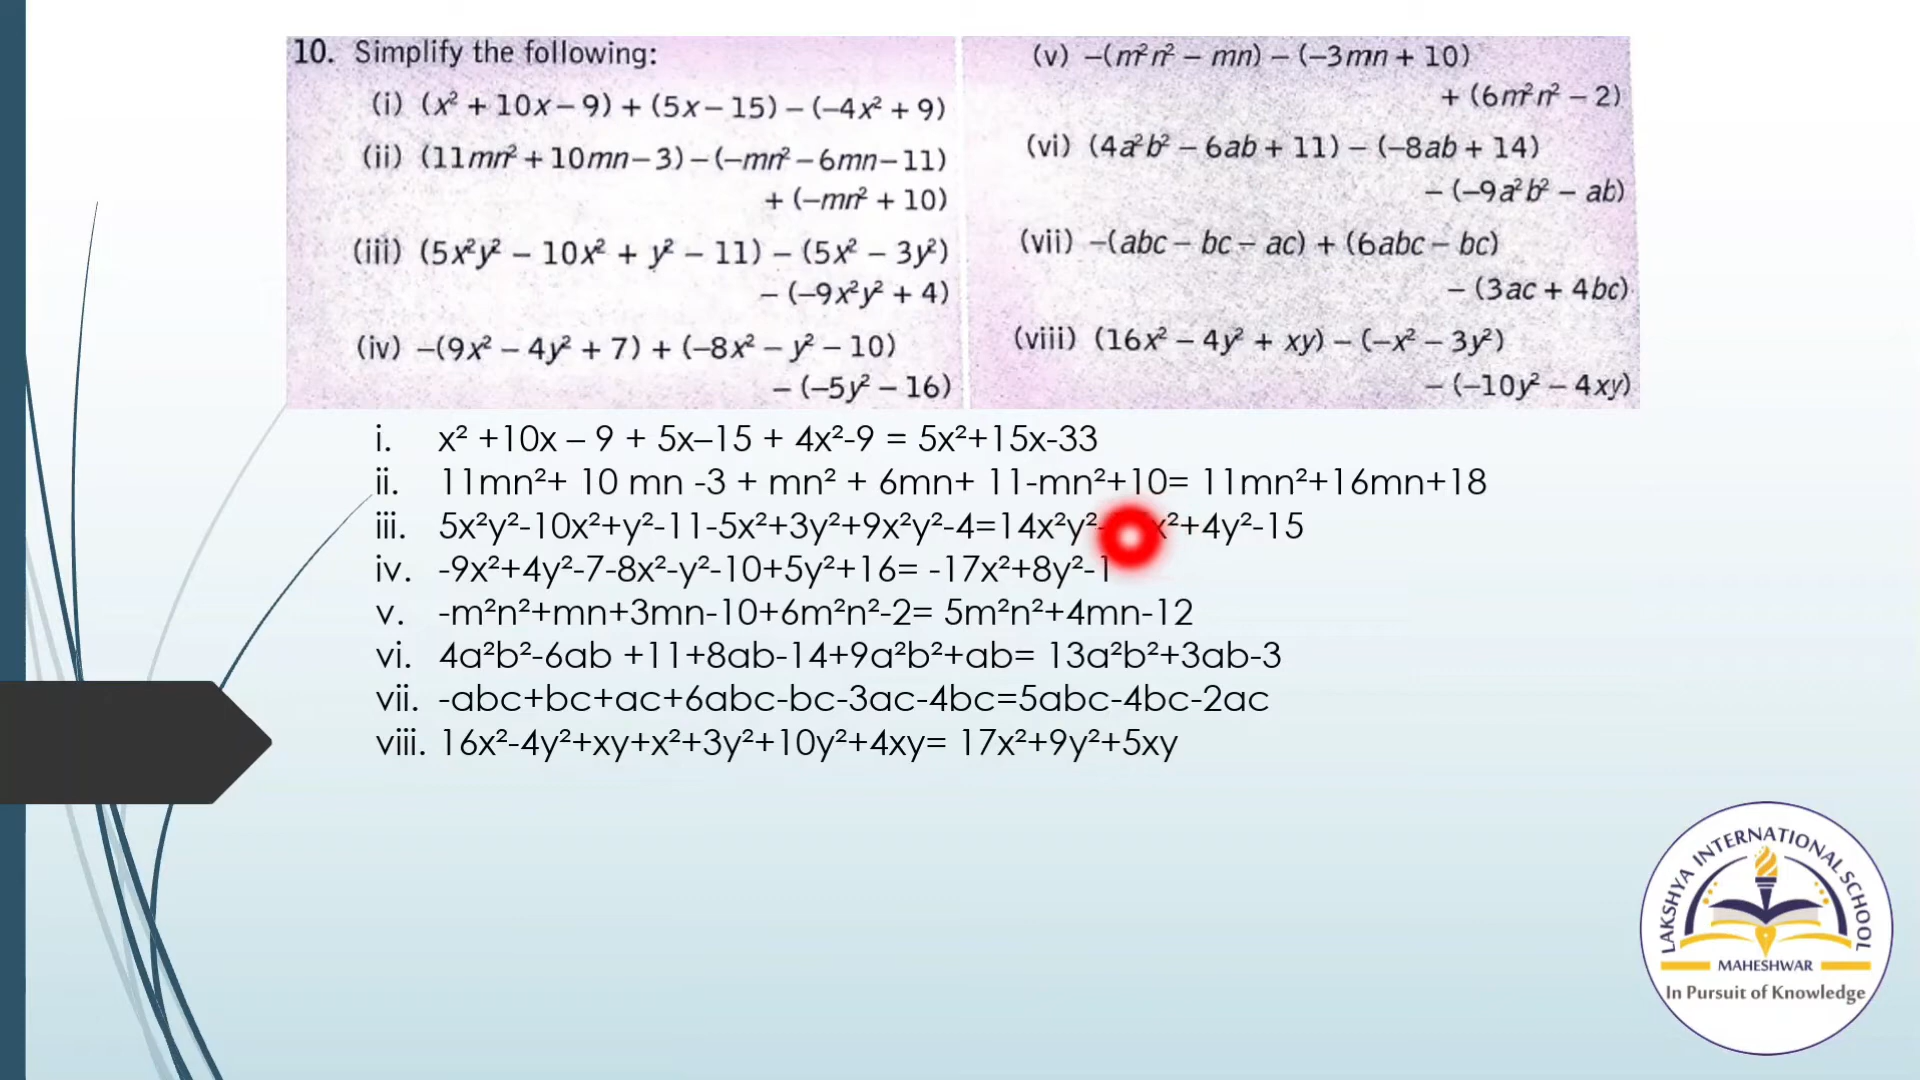 10. Simplify the following:
(i) (x² + 10x – 9) + (5x – 15) – (–4x² + 9)
(ii) (11mn² + 10mn – 3) – (–mn² – 6mn – 11)
+ (–mn² + 10)
(iii) (5x²y² – 10x² + y² – 11) – (5x² – 3y²)
– (–9x²y² + 4)
(iv) –(9x² – 4y² + 7) + (–8x² – y² – 10)
– (–5y² – 16)
(v) –(m²n² – mn) – (–3mn + 10)
+ (6m²n² – 2)
(vi) (4a²b² – 6ab + 11) – (–8ab + 14)
– (–9a²b² – ab)
(vii) –(abc – bc – ac) + (6abc – bc)
– (3ac + 4bc)
(viii) (16x² – 4y² + xy) – (–x² – 3y²)
– (–10y² – 4xy)
i. x² +10x – 9 + 5x–15 + 4x²-9 = 5x²+15x-33
ii. 11mn²+ 10 mn -3 + mn² + 6mn+ 11-mn²+10= 11mn²+16mn+18
iii. 5x²y²-10x²+y²-11-5x²+3y²+9x²y²-4=14x²y²- x²+4y²-15
iv. -9x²+4y²-7-8x²-y²-10+5y²+16= -17x²+8y²-1
v. -m²n²+mn+3mn-10+6m²n²-2= 5m²n²+4mn-12
vi. 4a²b²-6ab +11+8ab-14+9a²b²+ab= 13a²b²+3ab-3
vii. -abc+bc+ac+6abc-bc-3ac-4bc=5abc-4bc-2ac
viii. 16x²-4y²+xy+x²+3y²+10y²+4xy= 17x²+9y²+5xy
LAKSHYA INTERNATIONAL SCHOOL
MAHESHWAR
In Pursuit of Knowledge